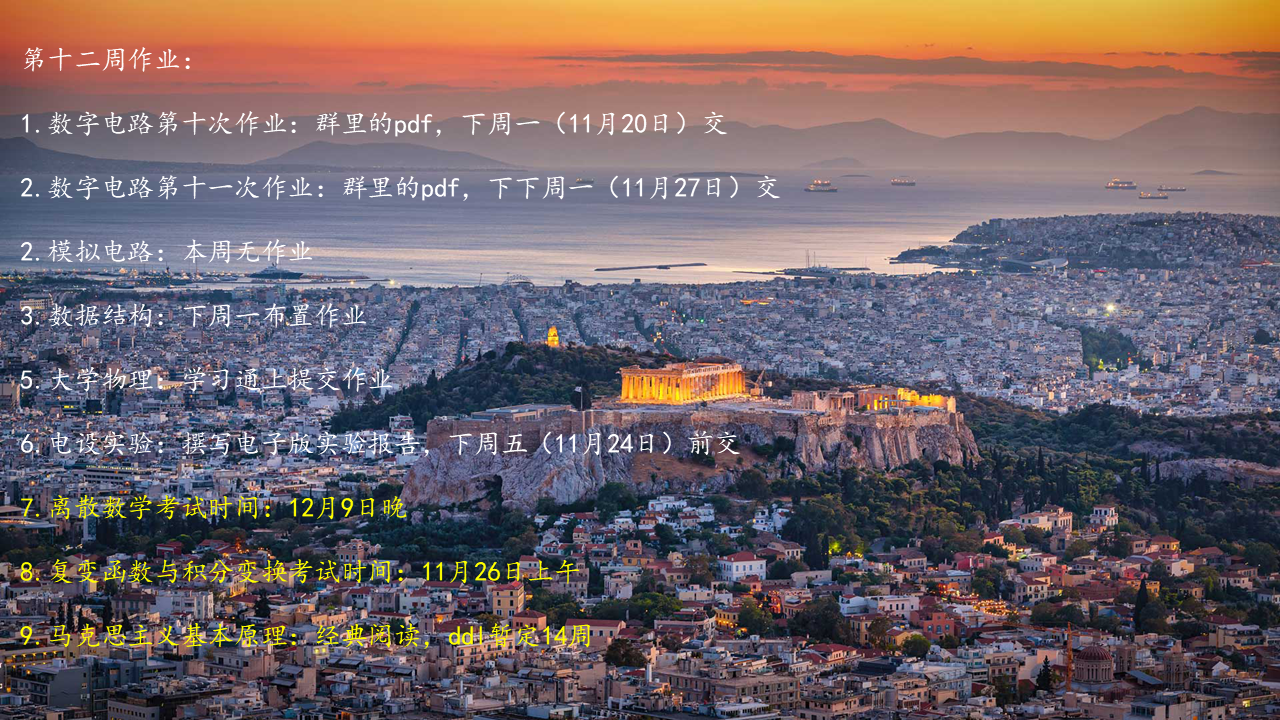 第十二周作业：
1.数字电路第十次作业：群里的pdf，下周一（11月20日）交
2.数字电路第十一次作业：群里的pdf，下下周一（11月27日）交
2.模拟电路：本周无作业
3.数据结构：下周一布置作业
5.大学物理：学习通上提交作业
6.电设实验：撰写电子版实验报告，下周五（11月24日）前交
7.离散数学考试时间：12月9日晚
8.复变函数与积分变换考试时间：11月26日上午
9.马克思主义基本原理：经典阅读，ddl暂定14周